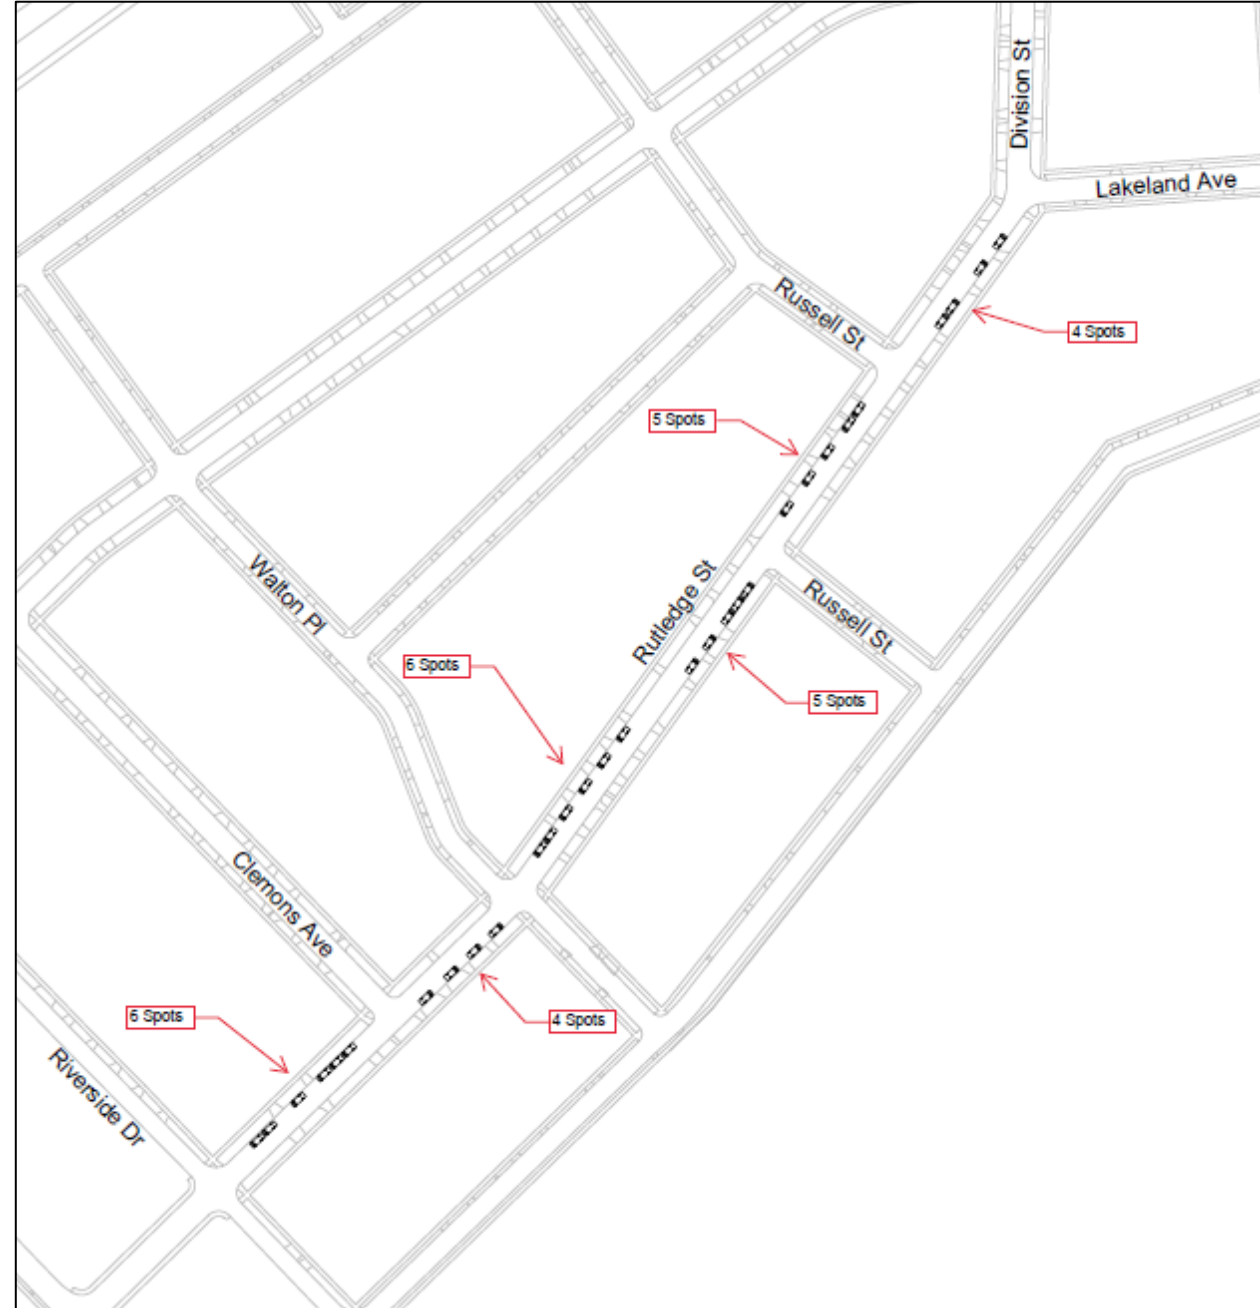 Division St
Lakeland Ave
Russell St
4 Spots
5 Spots
Walton Pl
Rutledge St
Russell St
6 Spots
5 Spots
Clemons Ave
6 Spots
4 Spots
Riverside Dr